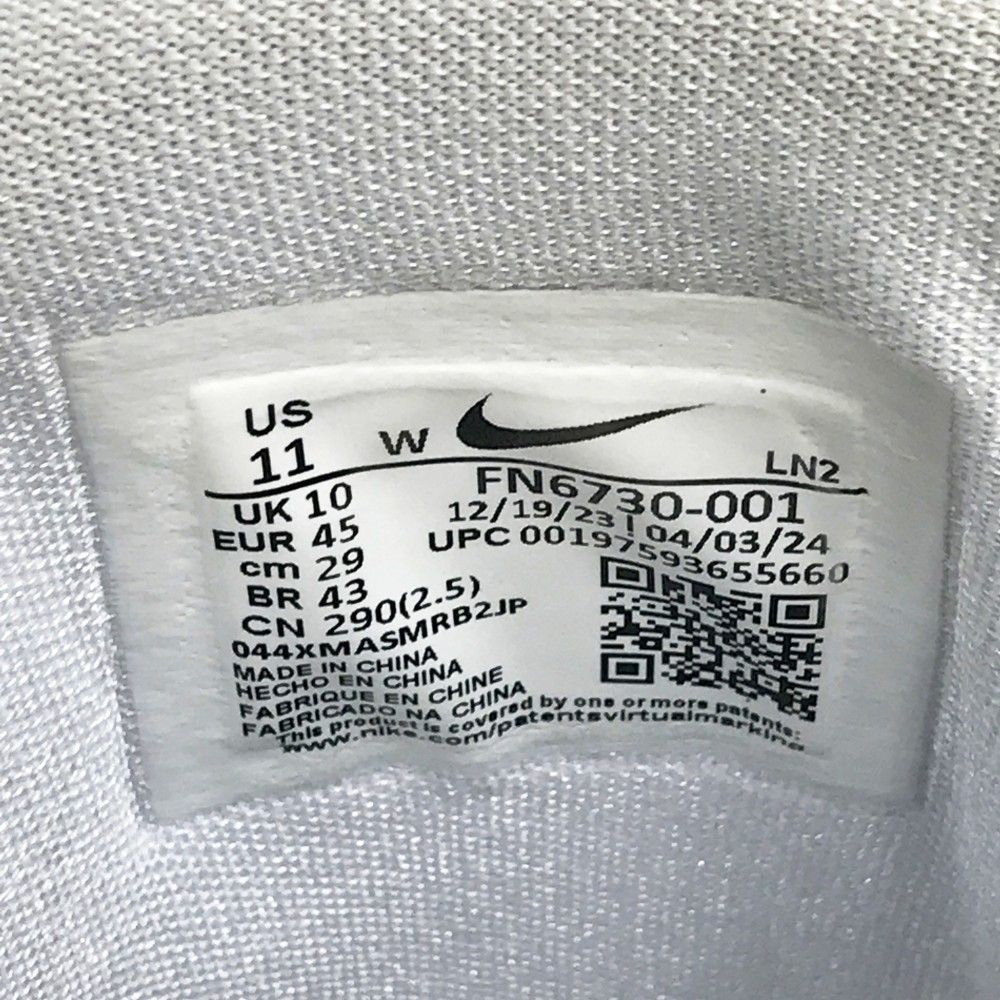 US
11 W
LN2
UK 10
EUR 45
cm 29
BR 43
CN 290(2.5)
FN6730-001
12/19/23 | 04/03/24
UPC 00197593655660
044XMASMRB2JP
MADE IN CHINA
HECHO EN CHINA
FABRIQUE EN CHINE
FABRICADO NA CHINA
This product is covered by one or more patents:
www.nike.com/patentsvirtualmarking